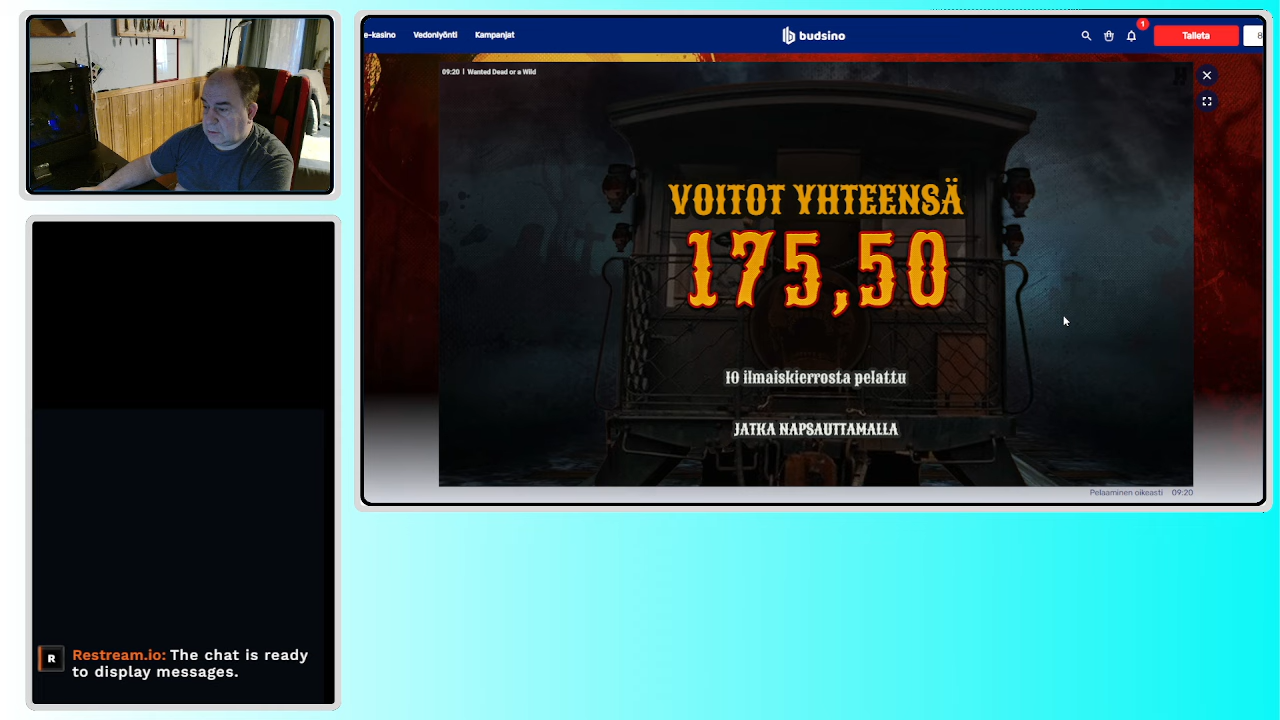 e-kasino Vedonlyönti Kampanjat budsino 1 Talleta 8
09:20 | Wanted Dead or a Wild
VOITOT YHTEENSÄ
175,50
10 ilmaiskierrosta pelattu
JATKA NAPSAUTTAMALLA
Pelaaminen oikeasti 09:20
R Restream.io: The chat is ready
to display messages.